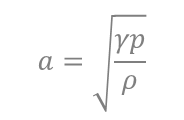 a = √(γp/ρ)